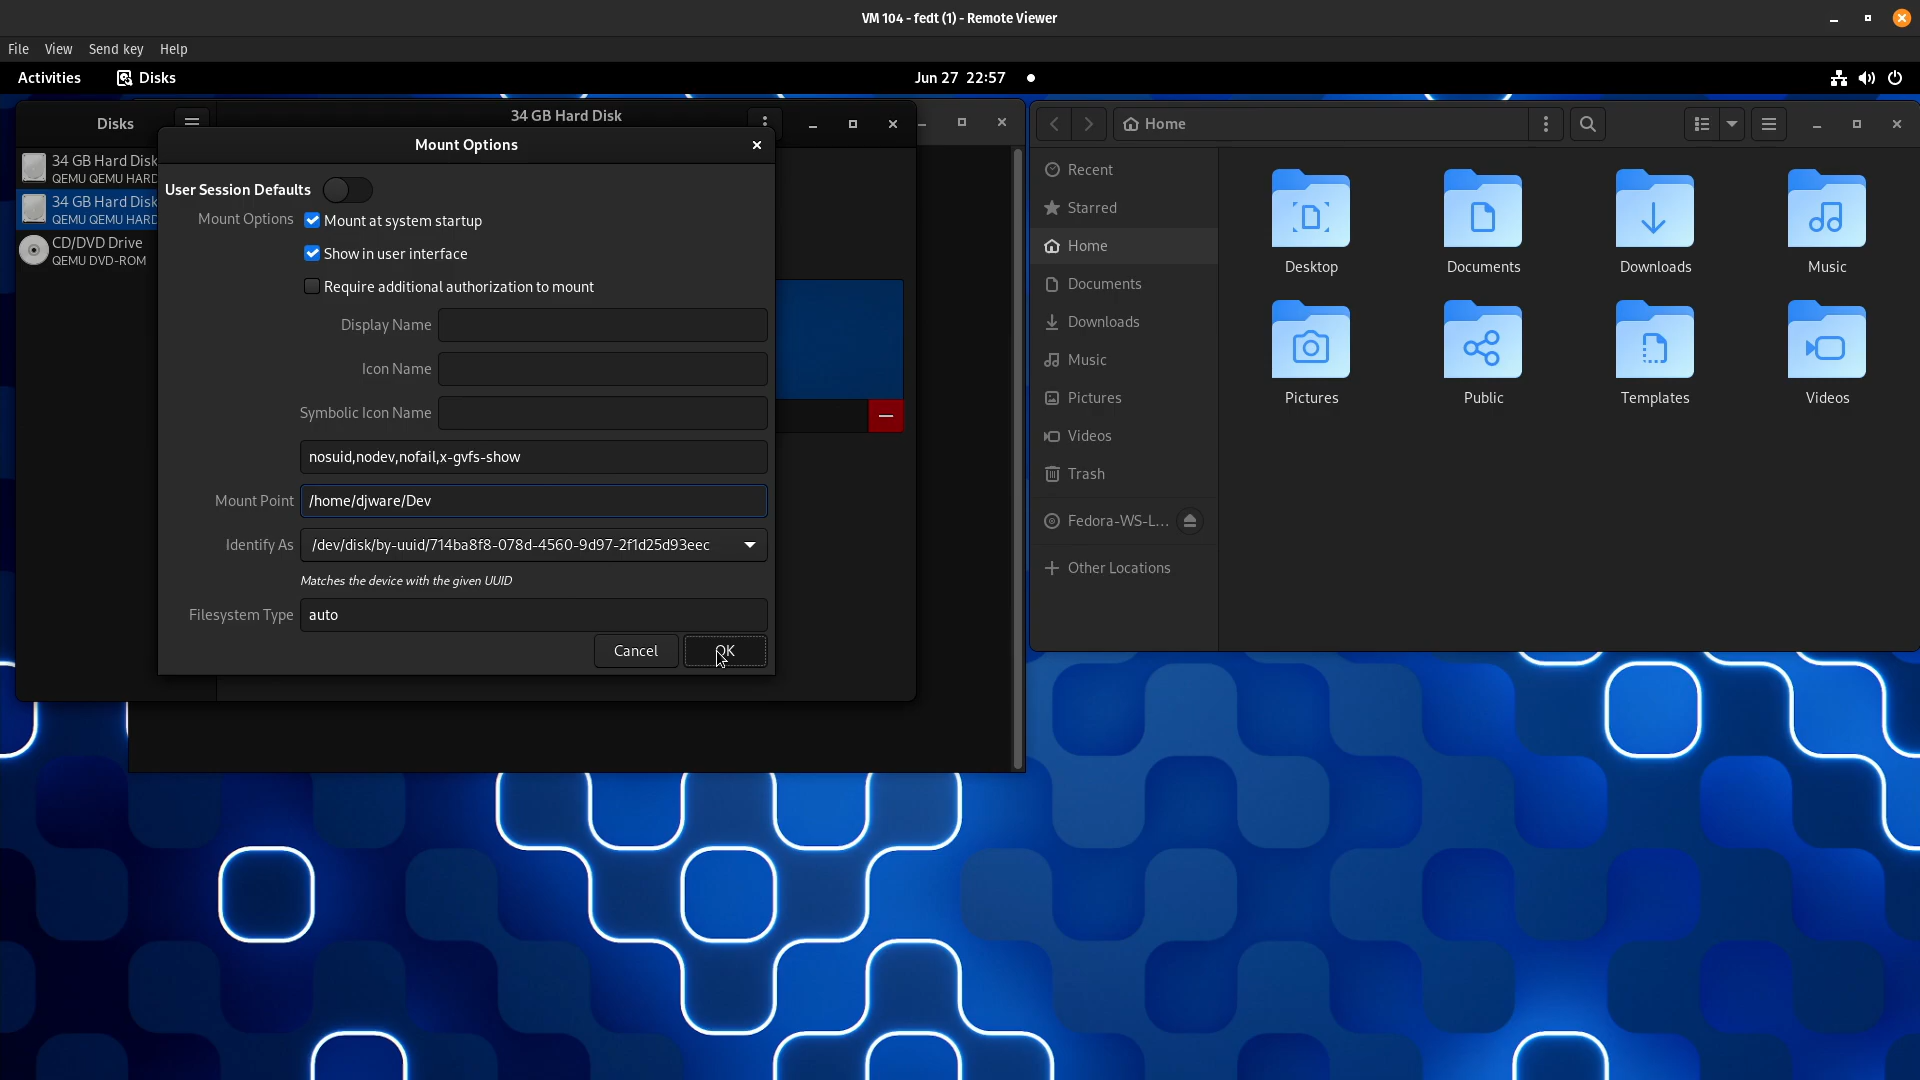 VM 104 - fedt (1) - Remote Viewer
File View Send key Help
Activities Disks Jun 27 22:57
Disks
34 GB Hard Disk
34 GB Hard Disk
QEMU QEMU HARD
34 GB Hard Disk
QEMU QEMU HARD
CD/DVD Drive
QEMU DVD-ROM
Mount Options
User Session Defaults
Mount Options Mount at system startup
Show in user interface
Require additional authorization to mount
Display Name
Icon Name
Symbolic Icon Name
nosuid,nodev,nofail,x-gvfs-show
Mount Point /home/djware/Dev
Identify As /dev/disk/by-uuid/714ba8f8-078d-4560-9d97-2f1d25d93eec
Matches the device with the given UUID
Filesystem Type auto
Cancel OK
Home
Recent
Starred
Home
Documents
Downloads
Music
Pictures
Videos
Trash
Fedora-WS-L...
Other Locations
Desktop Documents Downloads Music
Pictures Public Templates Videos